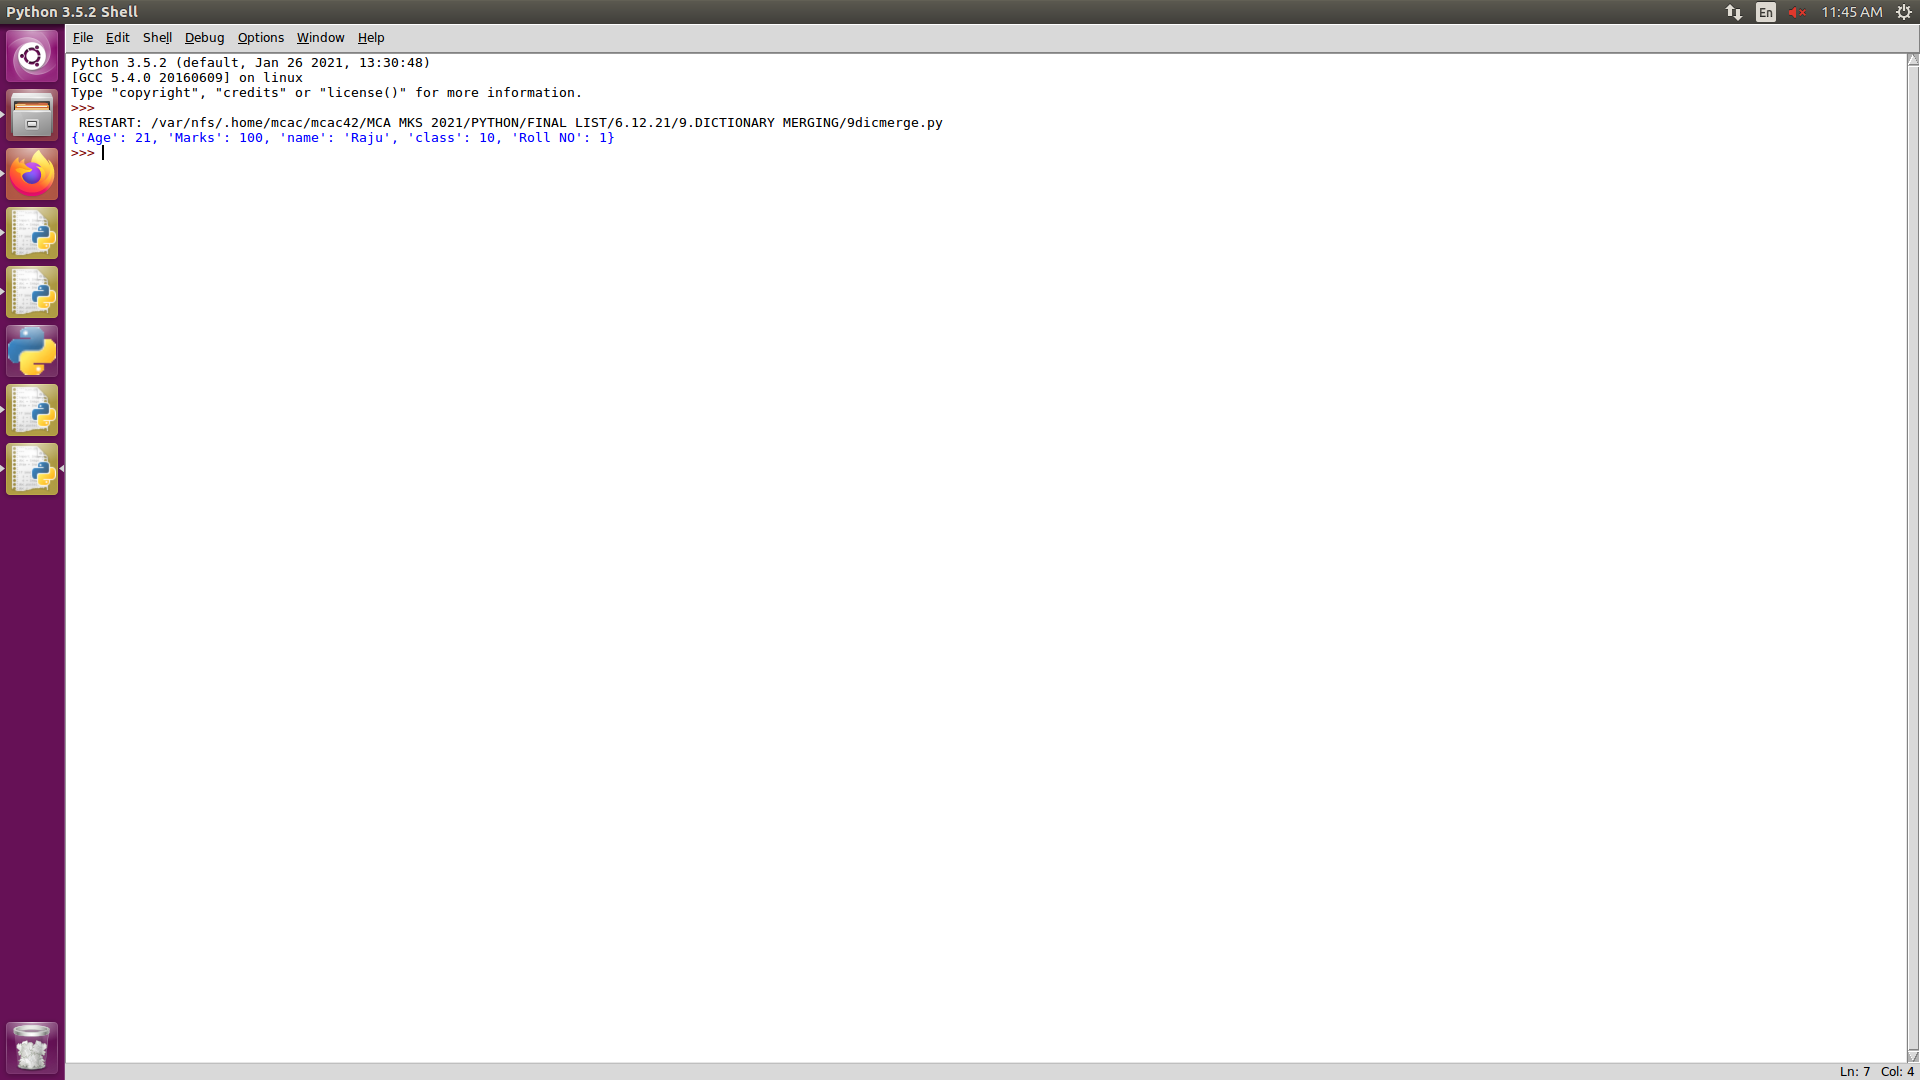 Python 3.5.2 Shell
En
11:45 AM
File Edit Shell Debug Options Window Help
Python 3.5.2 (default, Jan 26 2021, 13:30:48)
[GCC 5.4.0 20160609] on linux
Type "copyright", "credits" or "license()" for more information.
>>>
 RESTART: /var/nfs/.home/mcac/mcac42/MCA MKS 2021/PYTHON/FINAL LIST/6.12.21/9.DICTIONARY MERGING/9dicmerge.py
{'Age': 21, 'Marks': 100, 'name': 'Raju', 'class': 10, 'Roll NO': 1}
>>>
Ln: 7 Col: 4